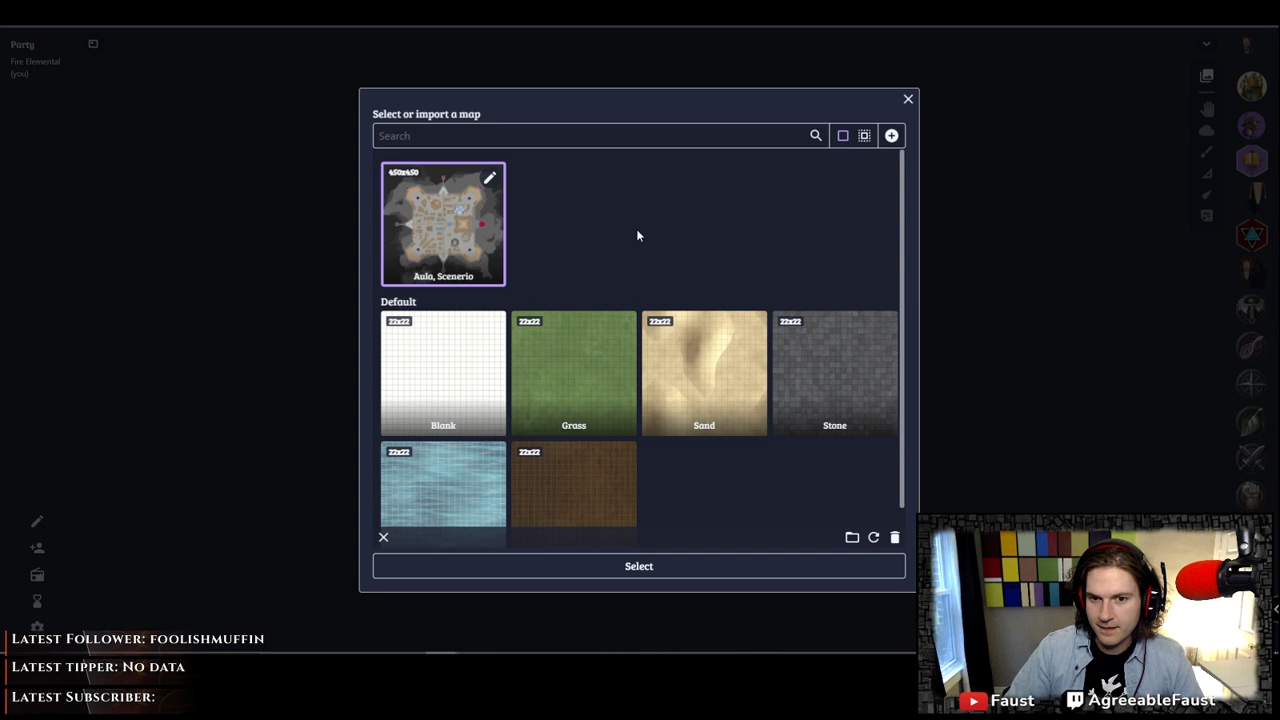 Party
Fire Elemental
(you)
Select or import a map
Search
450x450
Aula, Scenerio
Default
22x22
22x22
22x22
22x22
Blank
Grass
Sand
Stone
22x22
22x22
Select
Latest Follower: foolishmuffin
Latest tipper: No data
Latest Subscriber:
Faust
AgreeableFaust